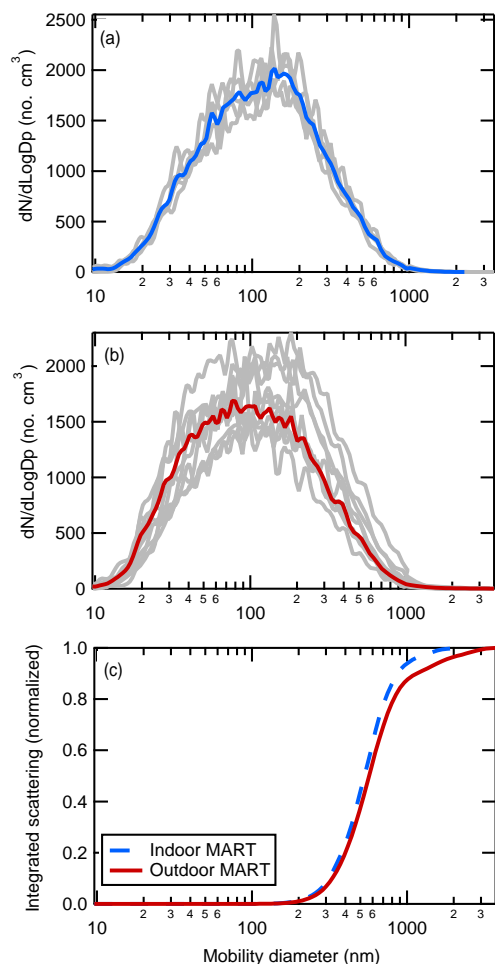 (a)
dN/dLogDp (no. cm³)
2500
2000
1500
1000
500
0
10 2 3 4 5 6 100 2 3 4 5 6 1000 2 3
(b)
dN/dLogDp (no. cm³)
2000
1500
1000
500
0
10 2 3 4 5 6 100 2 3 4 5 6 1000 2 3
(c)
Integrated scattering (normalized)
1.0
0.8
0.6
0.4
0.2
0.0
Indoor MART
Outdoor MART
10 2 3 4 5 6 100 2 3 4 5 6 1000 2 3
Mobility diameter (nm)